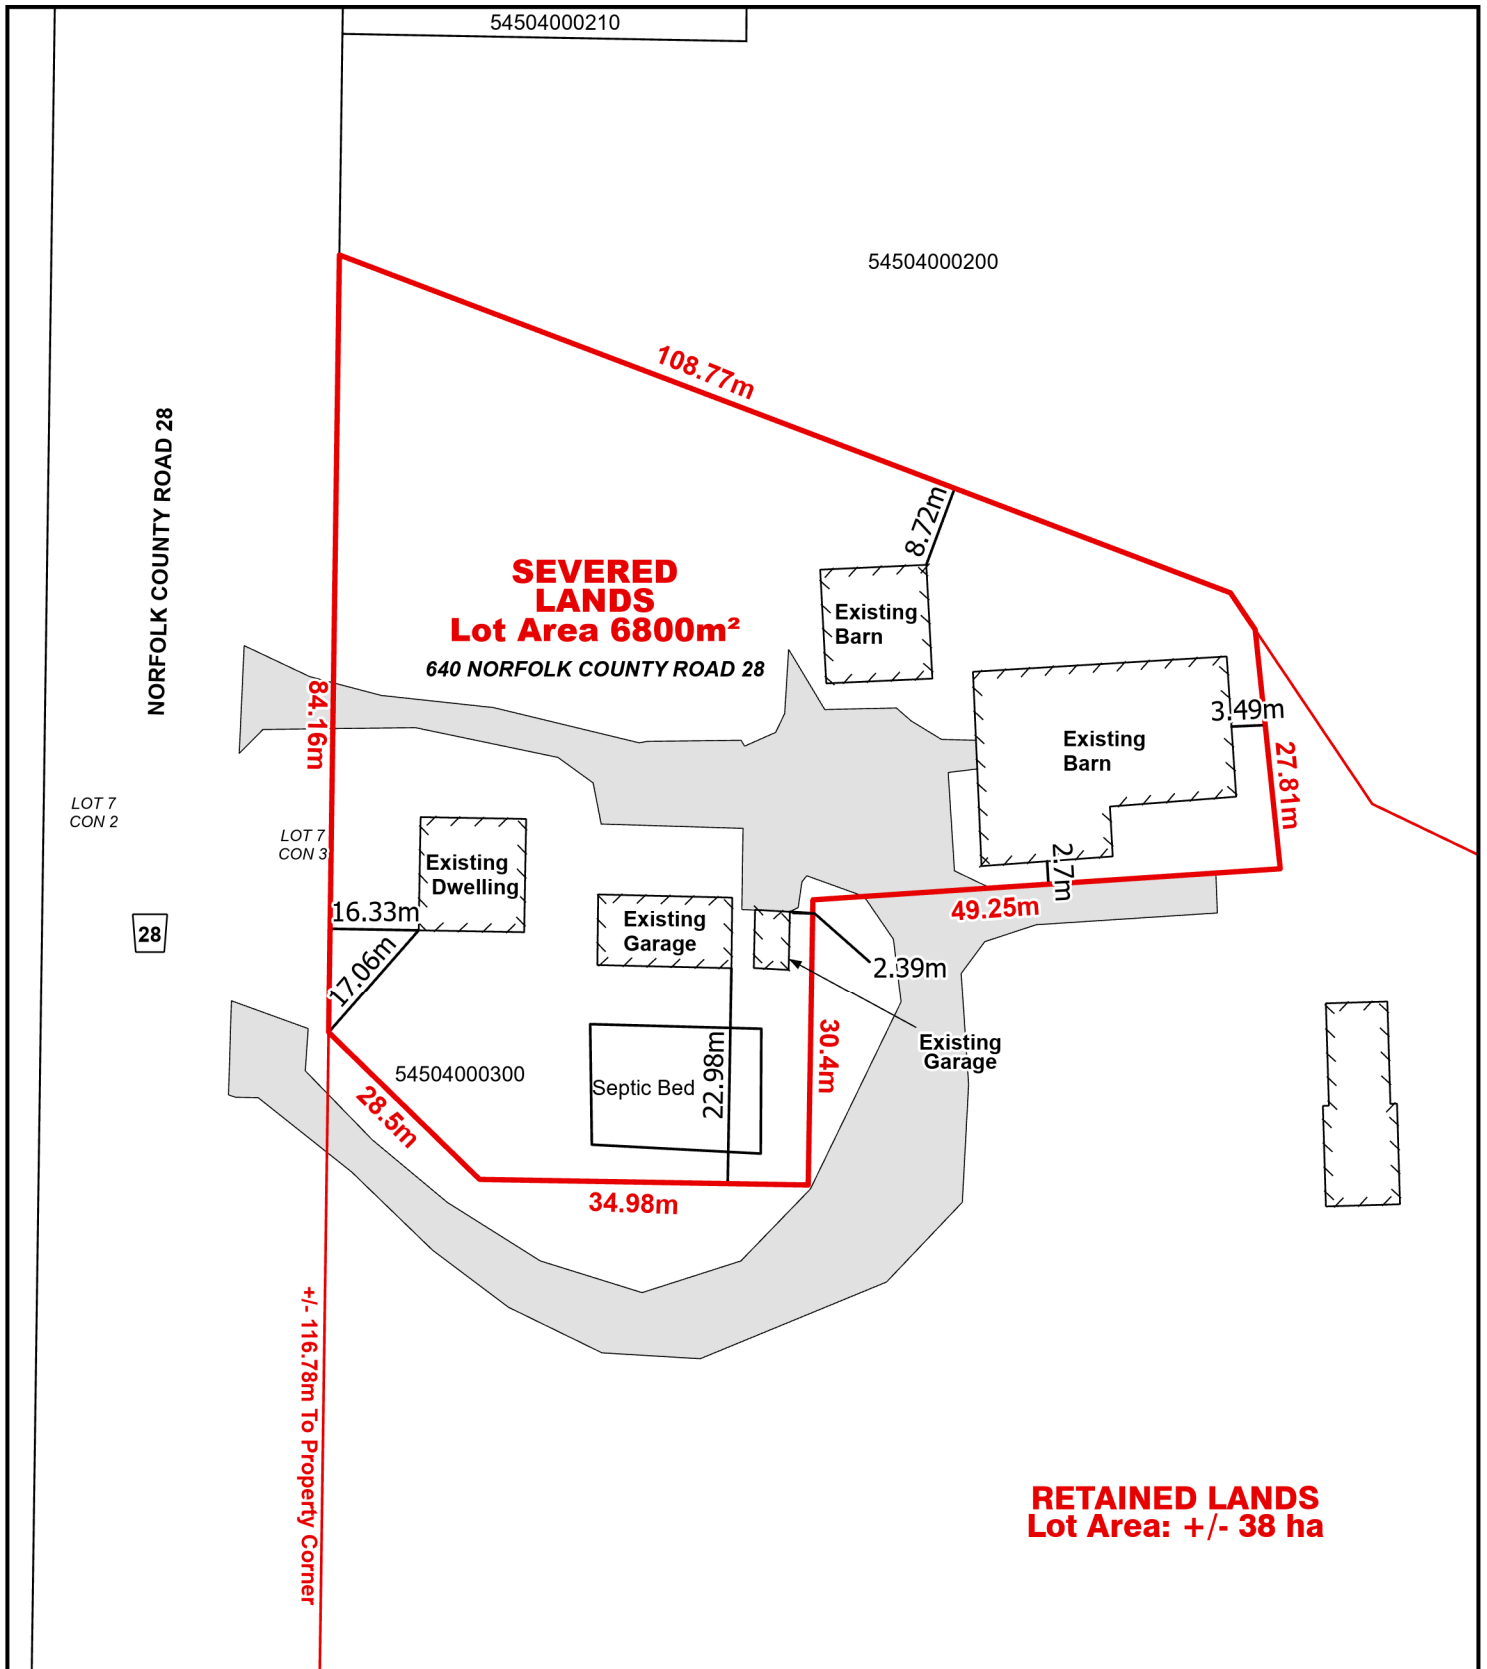 54504000210
54504000200
108.77m
NORFOLK COUNTY ROAD 28
8.72m
SEVERED
LANDS
Lot Area 6800m²
640 NORFOLK COUNTY ROAD 28
Existing
Barn
84.16m
3.49m
Existing
Barn
27.81m
LOT 7
CON 2
LOT 7
CON 3
Existing
Dwelling
2.7m
16.33m
49.25m
Existing
Garage
28
17.06m
2.39m
Existing
Garage
30.4m
22.98m
54504000300
Septic Bed
28.5m
34.98m
+/- 116.78m To Property Corner
RETAINED LANDS
Lot Area: +/- 38 ha